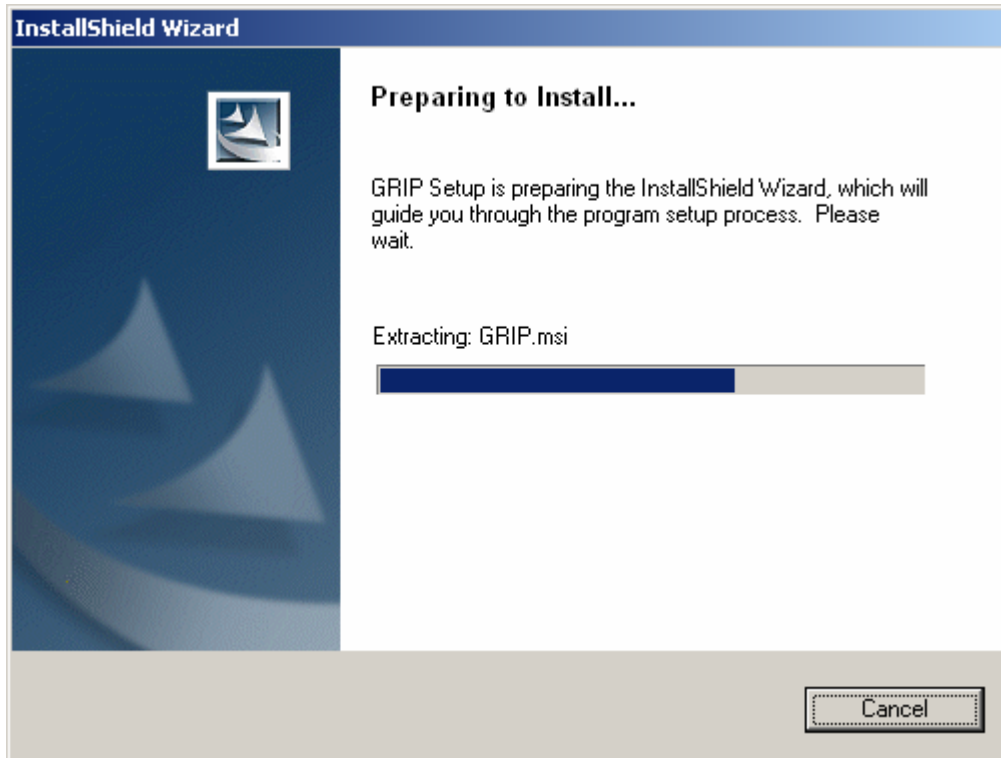 InstallShield Wizard
Preparing to Install...
GRIP Setup is preparing the InstallShield Wizard, which will
guide you through the program setup process.  Please
wait.
Extracting: GRIP.msi
Cancel